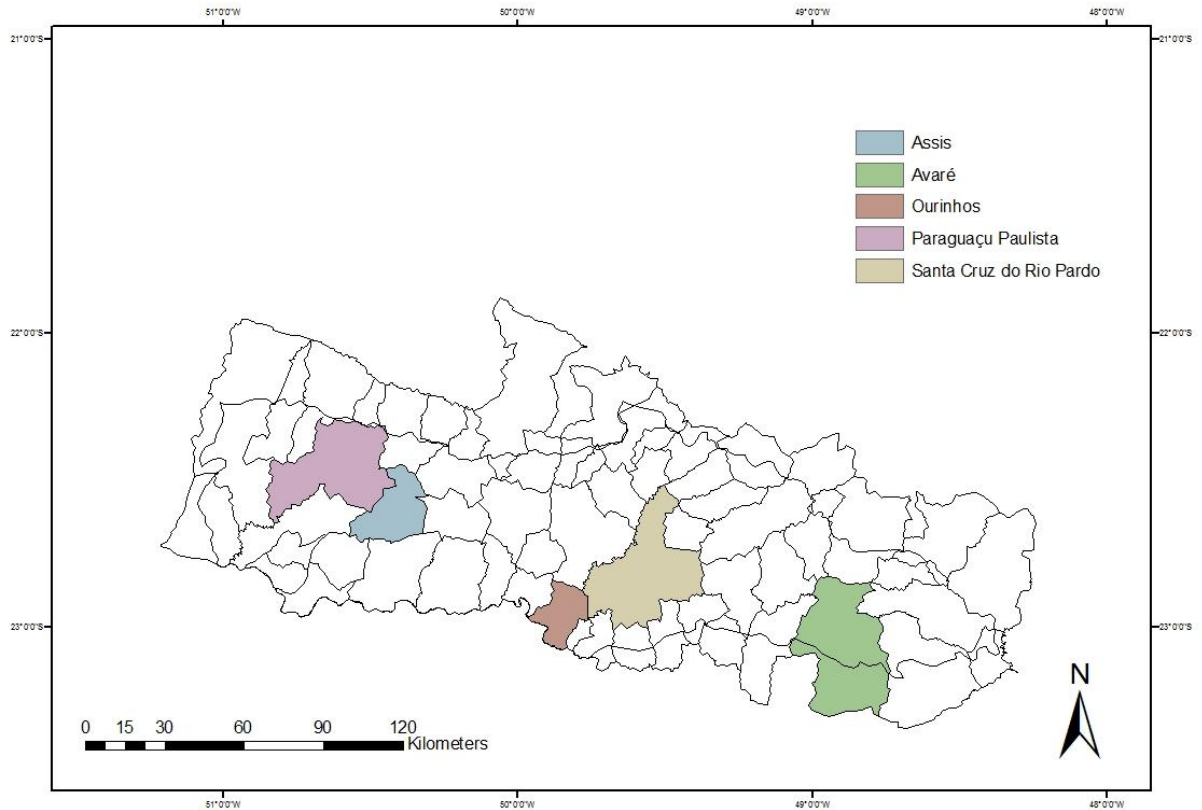 51°0'0"W 50°0'0"W 49°0'0"W 48°0'0"W
21°0'0"S 21°0'0"S
Assis
Avaré
Ourinhos
Paraguaçu Paulista
Santa Cruz do Rio Pardo
22°0'0"S 22°0'0"S
23°0'0"S 23°0'0"S
N
0 15 30 60 90 120
Kilometers
51°0'0"W 50°0'0"W 49°0'0"W 48°0'0"W